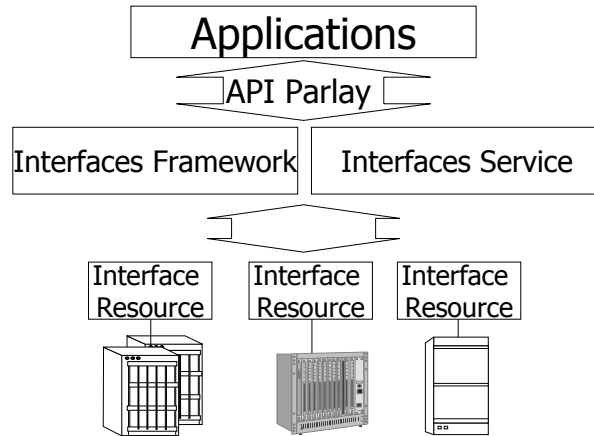 Applications
API Parlay
Interfaces Framework
Interfaces Service
Interface
Resource
Interface
Resource
Interface
Resource